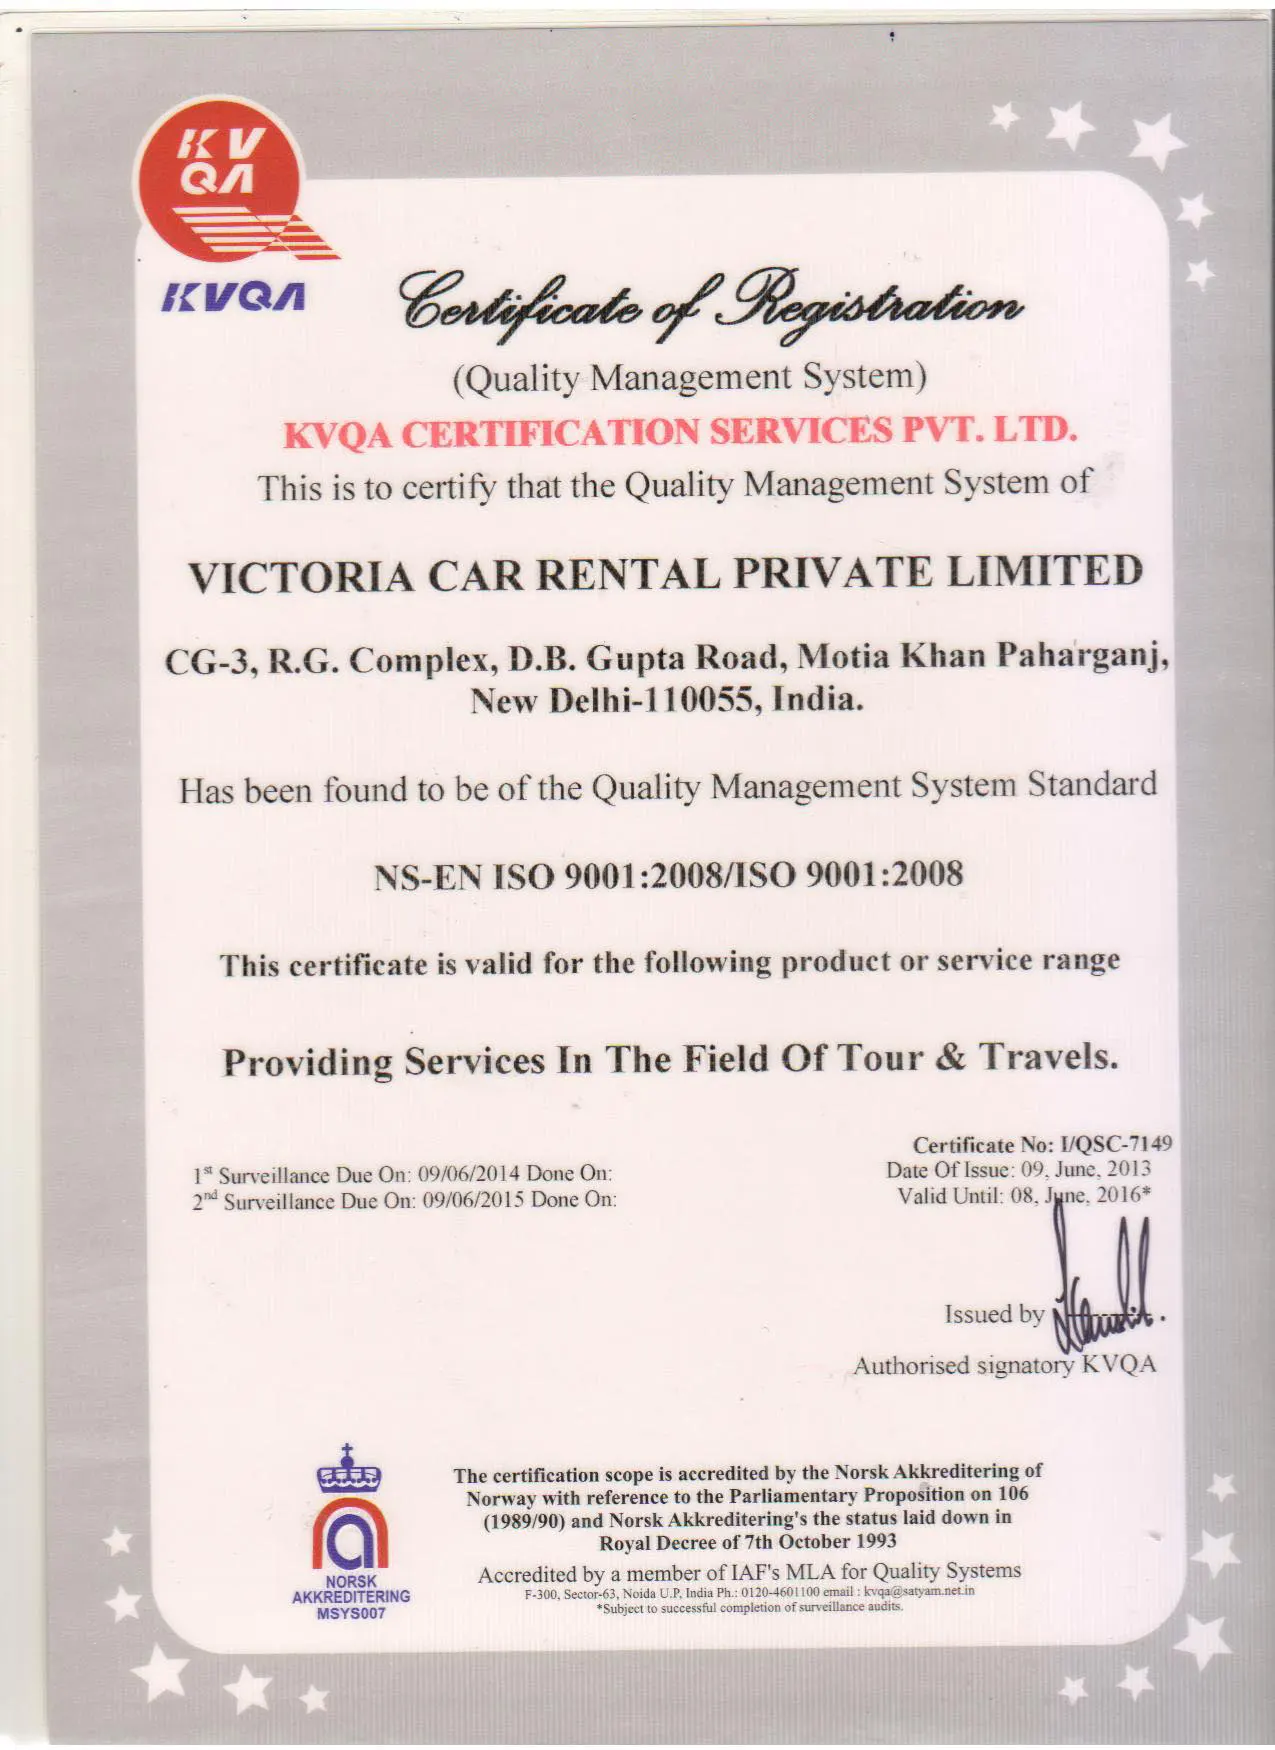 KV
QA
KVQA
Certificate of Registration
(Quality Management System)
KVQA CERTIFICATION SERVICES PVT. LTD.
This is to certify that the Quality Management System of
VICTORIA CAR RENTAL PRIVATE LIMITED
CG-3, R.G. Complex, D.B. Gupta Road, Motia Khan Paharganj,
New Delhi-110055, India.
Has been found to be of the Quality Management System Standard
NS-EN ISO 9001:2008/ISO 9001:2008
This certificate is valid for the following product or service range
Providing Services In The Field Of Tour & Travels.
Certificate No: I/QSC-7149
1st Surveillance Due On: 09/06/2014 Done On:
Date Of Issue: 09, June, 2013
2nd Surveillance Due On: 09/06/2015 Done On:
Valid Until: 08, June, 2016*
Issued by
Authorised signatory KVQA
The certification scope is accredited by the Norsk Akkreditering of
Norway with reference to the Parliamentary Proposition on 106
(1989/90) and Norsk Akkreditering's the status laid down in
Royal Decree of 7th October 1993
Accredited by a member of IAF's MLA for Quality Systems
F-300, Sector-63, Noida U.P. India Ph.: 0120-4601100 email : kvqa@satyam.net.in
*Subject to successful completion of surveillance audits.
NORSK
AKKREDITERING
MSYS007